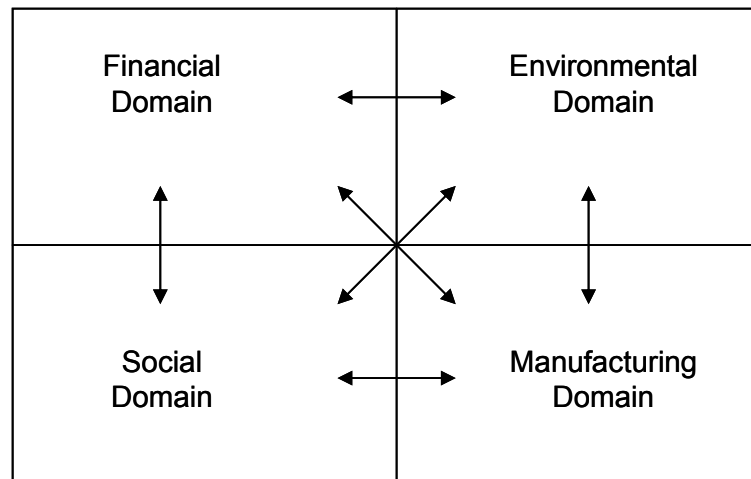 Financial
Domain
Environmental
Domain
Social
Domain
Manufacturing
Domain